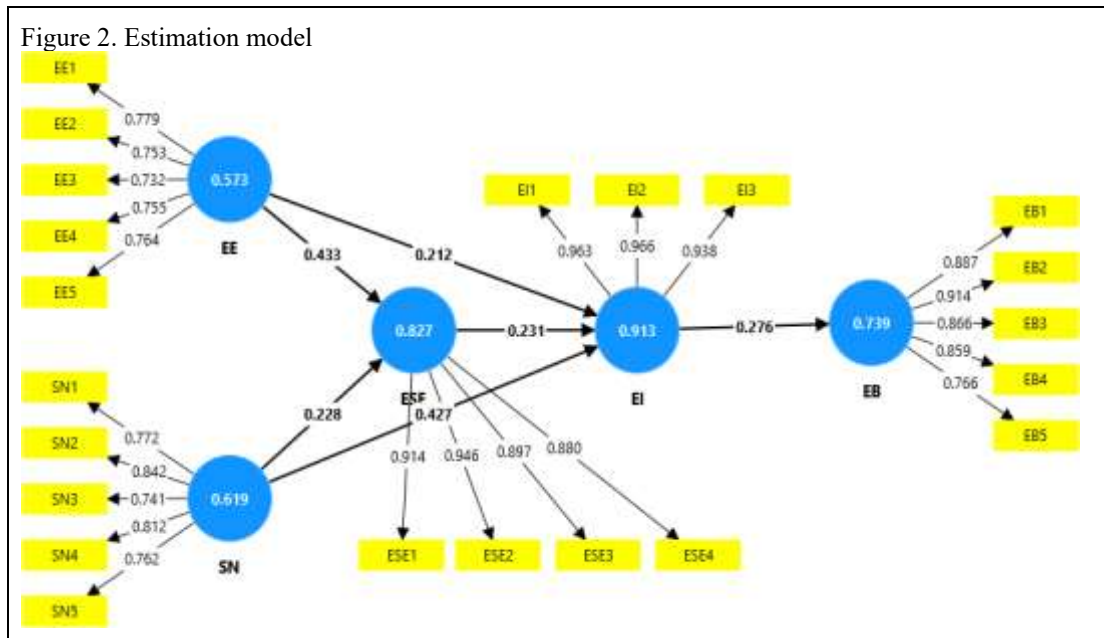 Figure 2. Estimation model
EE1
EE2
EE3
EE4
EE5
0.779
0.753
0.732
0.755
0.764
0.573
EE
0.433
0.212
EI1
EI2
EI3
0.963
0.966
0.938
0.827
ESE
0.231
0.913
EI
0.276
0.739
EB
EB1
EB2
EB3
EB4
EB5
0.887
0.914
0.866
0.859
0.766
SN1
SN2
SN3
SN4
SN5
0.772
0.842
0.741
0.812
0.762
0.619
SN
0.228
0.427
0.914
0.946
0.897
0.880
ESE1
ESE2
ESE3
ESE4